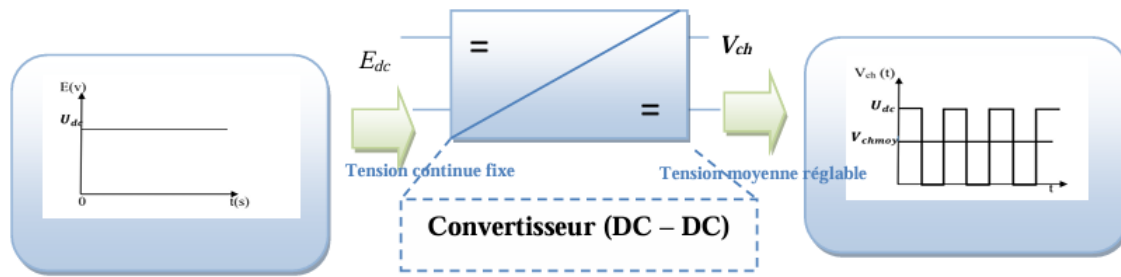 E(v)
U_dc
0
t(s)
E_dc
=
=
V_ch
Tension continue fixe
Tension moyenne réglable
Convertisseur (DC – DC)
V_ch (t)
U_dc
V_chmoy
t